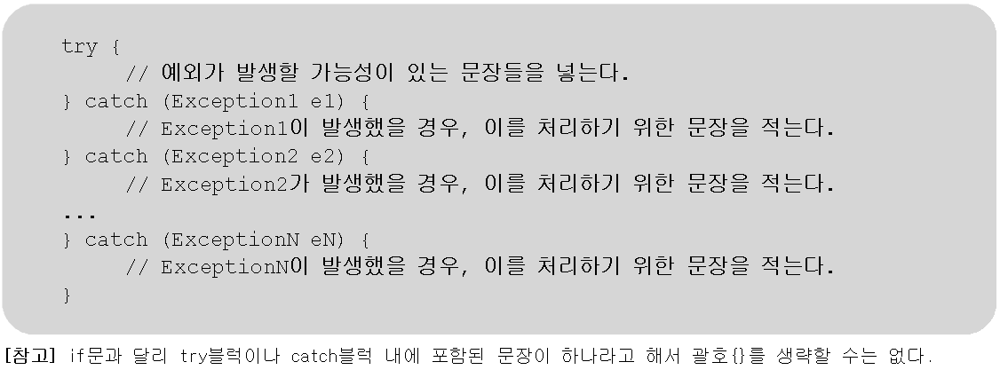 try {
// 예외가 발생할 가능성이 있는 문장들을 넣는다.
} catch (Exception1 e1) {
// Exception1이 발생했을 경우, 이를 처리하기 위한 문장을 적는다.
} catch (Exception2 e2) {
// Exception2가 발생했을 경우, 이를 처리하기 위한 문장을 적는다.
...
} catch (ExceptionN eN) {
// ExceptionN이 발생했을 경우, 이를 처리하기 위한 문장을 적는다.
}
[참고] if문과 달리 try블럭이나 catch블럭 내에 포함된 문장이 하나라고 해서 괄호{}를 생략할 수는 없다.